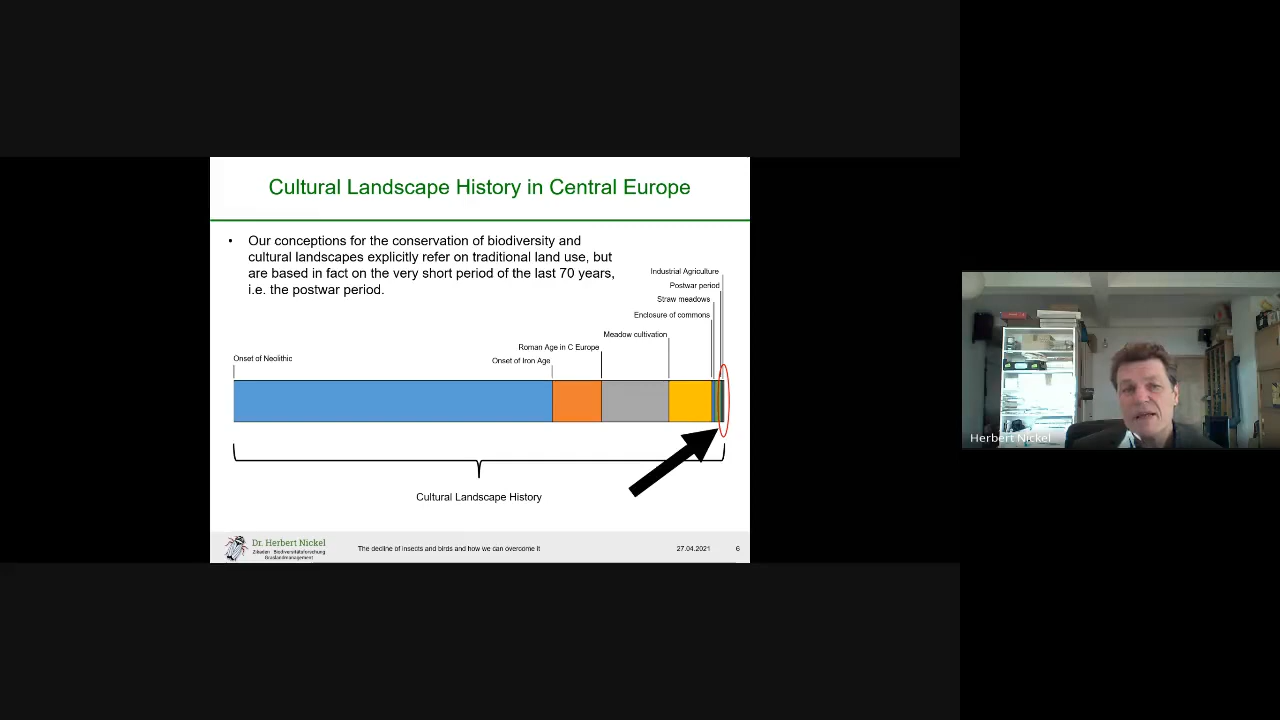 Cultural Landscape History in Central Europe
• Our conceptions for the conservation of biodiversity and
cultural landscapes explicitly refer on traditional land use, but
are based in fact on the very short period of the last 70 years,
i.e. the postwar period.
Industrial Agriculture
Postwar period
Straw meadows
Enclosure of commons
Meadow cultivation
Roman Age in C Europe
Onset of Iron Age
Onset of Neolithic
Cultural Landscape History
Dr. Herbert Nickel
Zikaden · Biodiversitätsforschung
Graslandmanagement
The decline of insects and birds and how we can overcome it
27.04.2021
6
Herbert Nickel